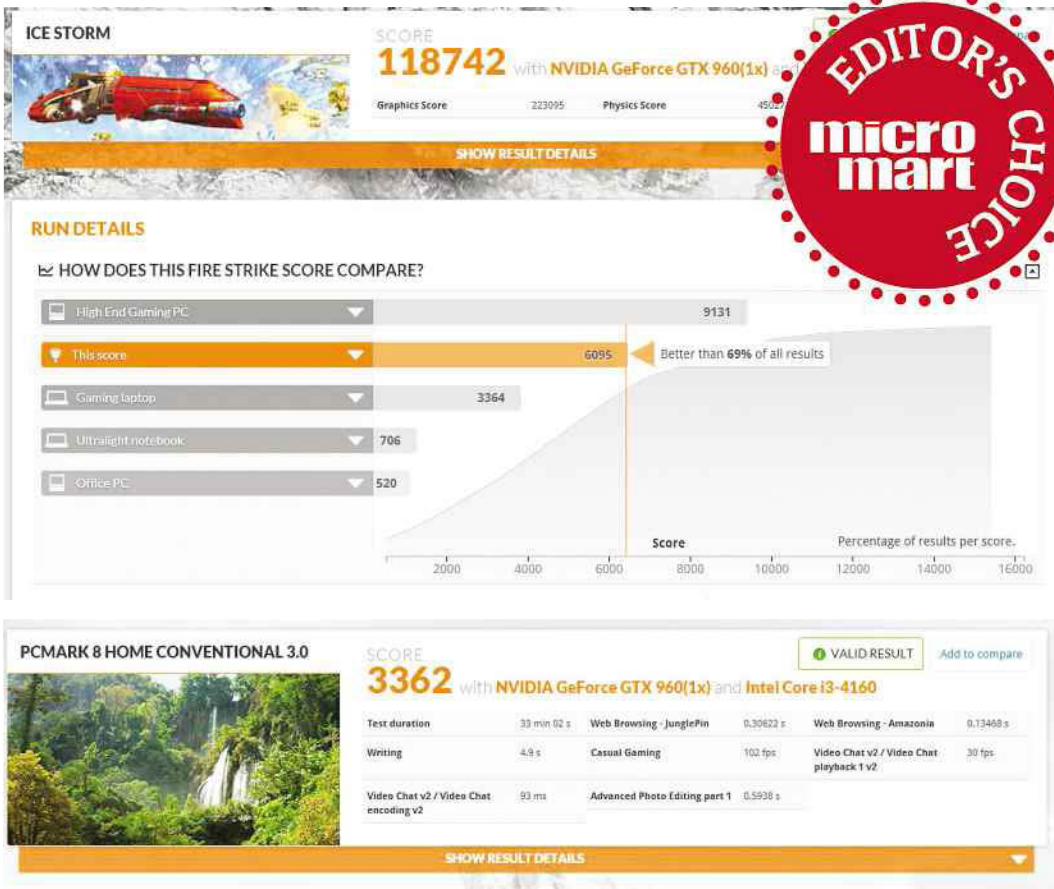 ICE STORM
SCORE
118742 with NVIDIA GeForce GTX 960(1x) and
Graphics Score 223095 Physics Score 45027
SHOW RESULT DETAILS
EDITOR'S CHOICE
micro
mart
RUN DETAILS
HOW DOES THIS FIRE STRIKE SCORE COMPARE?
High End Gaming PC 9131
This score 6095 Better than 69% of all results
Gaming laptop 3364
Ultralight notebook 706
Office PC 520
Score Percentage of results per score.
2000 4000 6000 8000 10000 12000 14000 16000
PCMARK 8 HOME CONVENTIONAL 3.0
SCORE
VALID RESULT Add to compare
3362 with NVIDIA GeForce GTX 960(1x) and Intel Core i3-4160
Test duration 33 min 02 s Web Browsing - JunglePin 0.30622 s Web Browsing - Amazonia 0.13468 s
Writing 4.9 s Casual Gaming 102 fps Video Chat v2 / Video Chat 30 fps
playback 1 v2
Video Chat v2 / Video Chat 93 ms Advanced Photo Editing part 1 0.5938 s
encoding v2
SHOW RESULT DETAILS